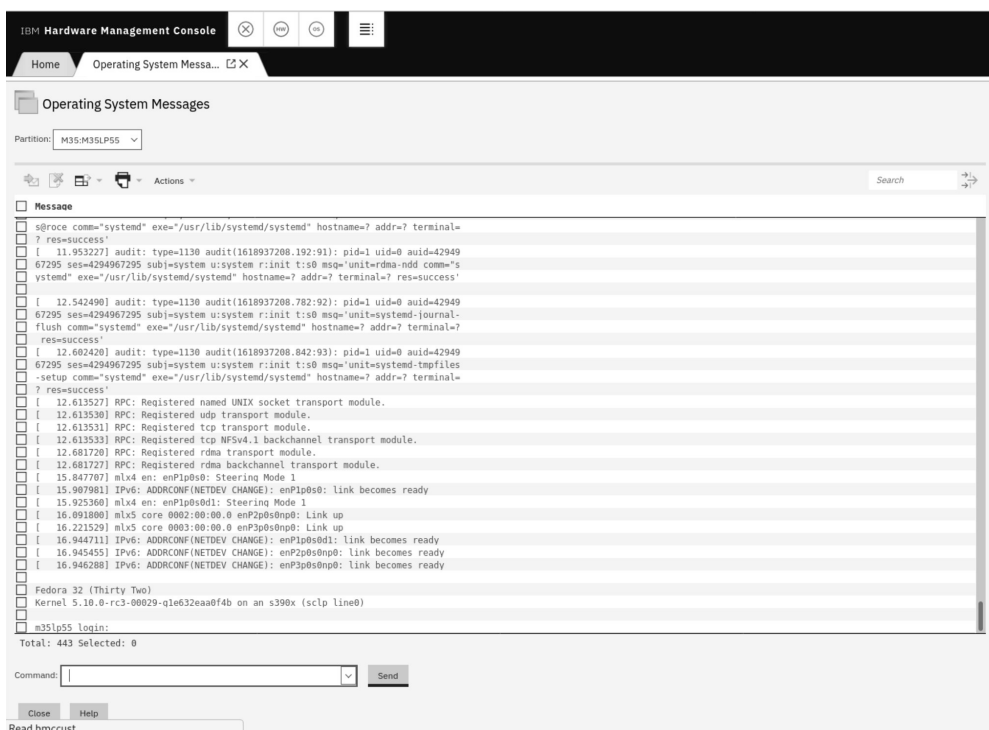 IBM Hardware Management Console
HW
OS
Home
Operating System Messa...
Operating System Messages
Partition: M35:M35LP55
Actions
Search
Message
s@roce comm="systemd" exe="/usr/lib/systemd/systemd" hostname=? addr=? terminal=
? res=success'
[ 11.953227] audit: type=1130 audit(1618937208.192:91): pid=1 uid=0 auid=42949
67295 ses=4294967295 subj=system u:system r:init t:s0 msg='unit=rdma-ndd comm="s
ystemd" exe="/usr/lib/systemd/systemd" hostname=? addr=? terminal=? res=success'
[ 12.542490] audit: type=1130 audit(1618937208.782:92): pid=1 uid=0 auid=42949
67295 ses=4294967295 subj=system u:system r:init t:s0 msg='unit=systemd-journal-
flush comm="systemd" exe="/usr/lib/systemd/systemd" hostname=? addr=? terminal=?
res=success'
[ 12.602420] audit: type=1130 audit(1618937208.842:93): pid=1 uid=0 auid=42949
67295 ses=4294967295 subj=system u:system r:init t:s0 msg='unit=systemd-tmpfiles
-setup comm="systemd" exe="/usr/lib/systemd/systemd" hostname=? addr=? terminal=
? res=success'
[ 12.613527] RPC: Registered named UNIX socket transport module.
[ 12.613530] RPC: Registered udp transport module.
[ 12.613531] RPC: Registered tcp transport module.
[ 12.613533] RPC: Registered tcp NFSv4.1 backchannel transport module.
[ 12.681720] RPC: Registered rdma transport module.
[ 12.681727] RPC: Registered rdma backchannel transport module.
[ 15.847707] mlx4 en: enP1p0s0: Steering Mode 1
[ 15.907981] IPv6: ADDRCONF(NETDEV CHANGE): enP1p0s0: link becomes ready
[ 15.925360] mlx4 en: enP1p0s0d1: Steering Mode 1
[ 16.091800] mlx5 core 0002:00:00.0 enP2p0s0np0: Link up
[ 16.221529] mlx5 core 0003:00:00.0 enP3p0s0np0: Link up
[ 16.944711] IPv6: ADDRCONF(NETDEV CHANGE): enP1p0s0d1: link becomes ready
[ 16.945455] IPv6: ADDRCONF(NETDEV CHANGE): enP2p0s0np0: link becomes ready
[ 16.946288] IPv6: ADDRCONF(NETDEV CHANGE): enP3p0s0np0: link becomes ready
Fedora 32 (Thirty Two)
Kernel 5.10.0-rc3-00029-g1e632eaa0f4b on an s390x (sclp line0)
m35lp55 login:
Total: 443 Selected: 0
Command:
Send
Close
Help
Read hmccust